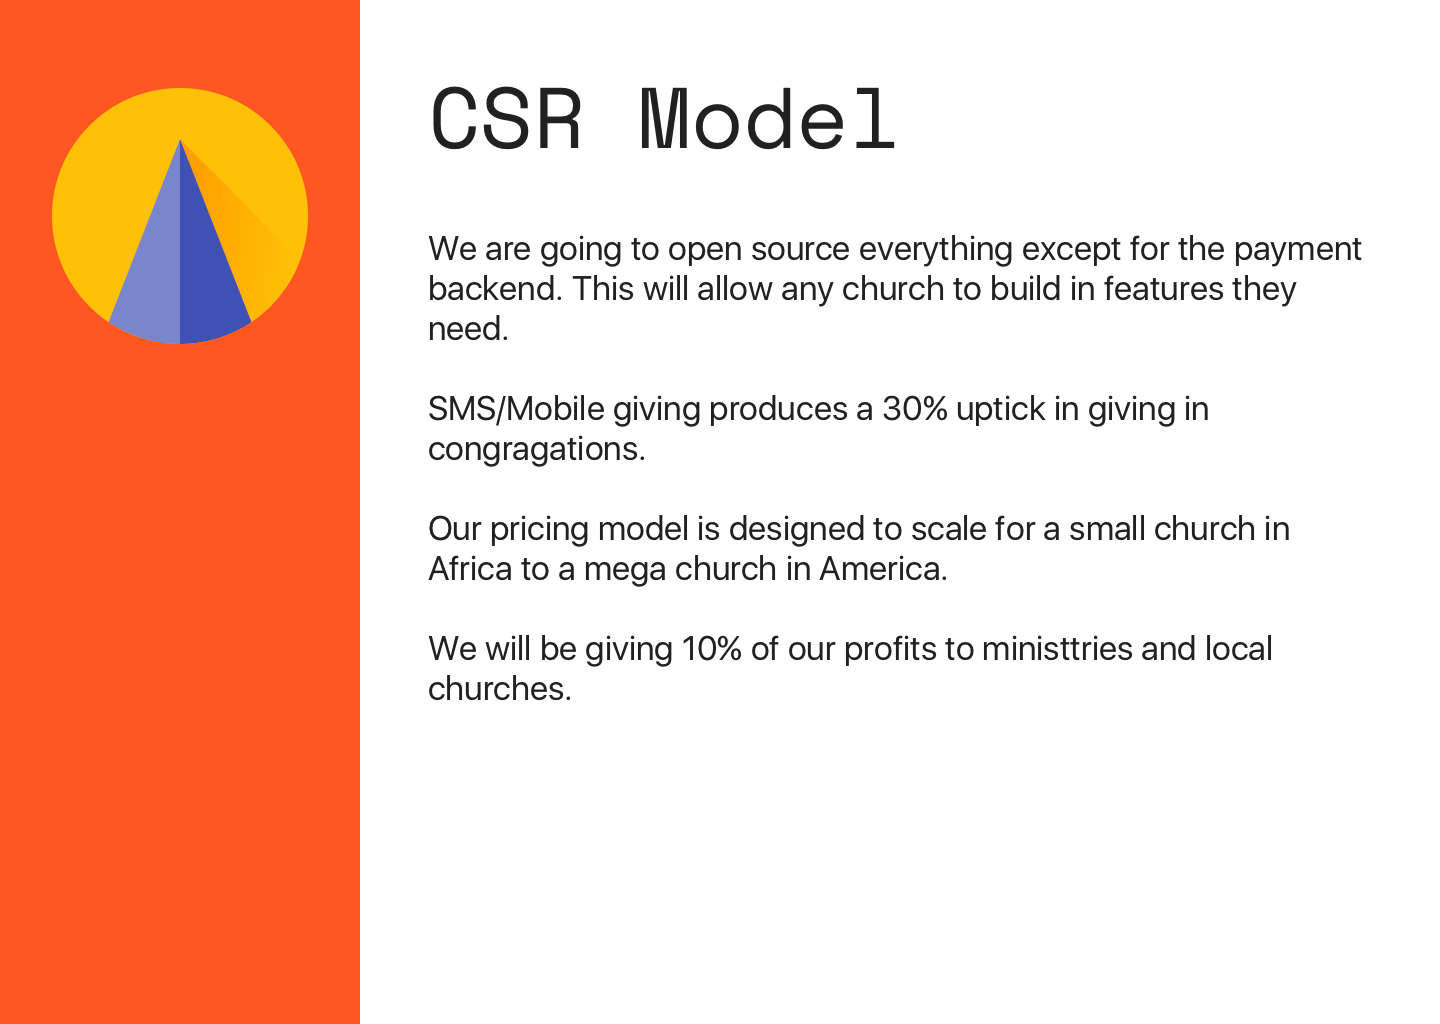 CSR Model
We are going to open source everything except for the payment
backend. This will allow any church to build in features they
need.
SMS/Mobile giving produces a 30% uptick in giving in
congragations.
Our pricing model is designed to scale for a small church in
Africa to a mega church in America.
We will be giving 10% of our profits to ministtries and local
churches.